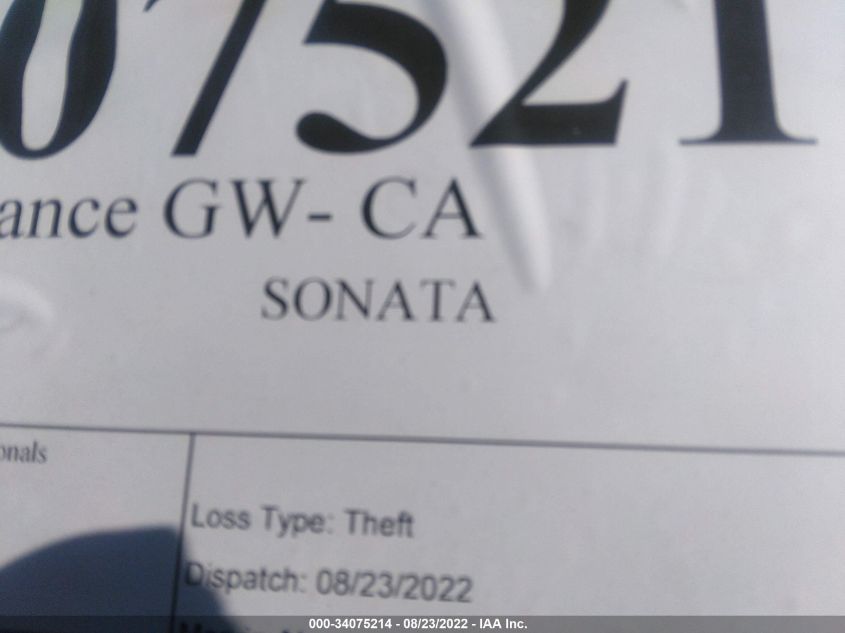 07521
ance GW- CA
SONATA
onals
Loss Type: Theft
Dispatch: 08/23/2022
000-34075214 - 08/23/2022 - IAA Inc.